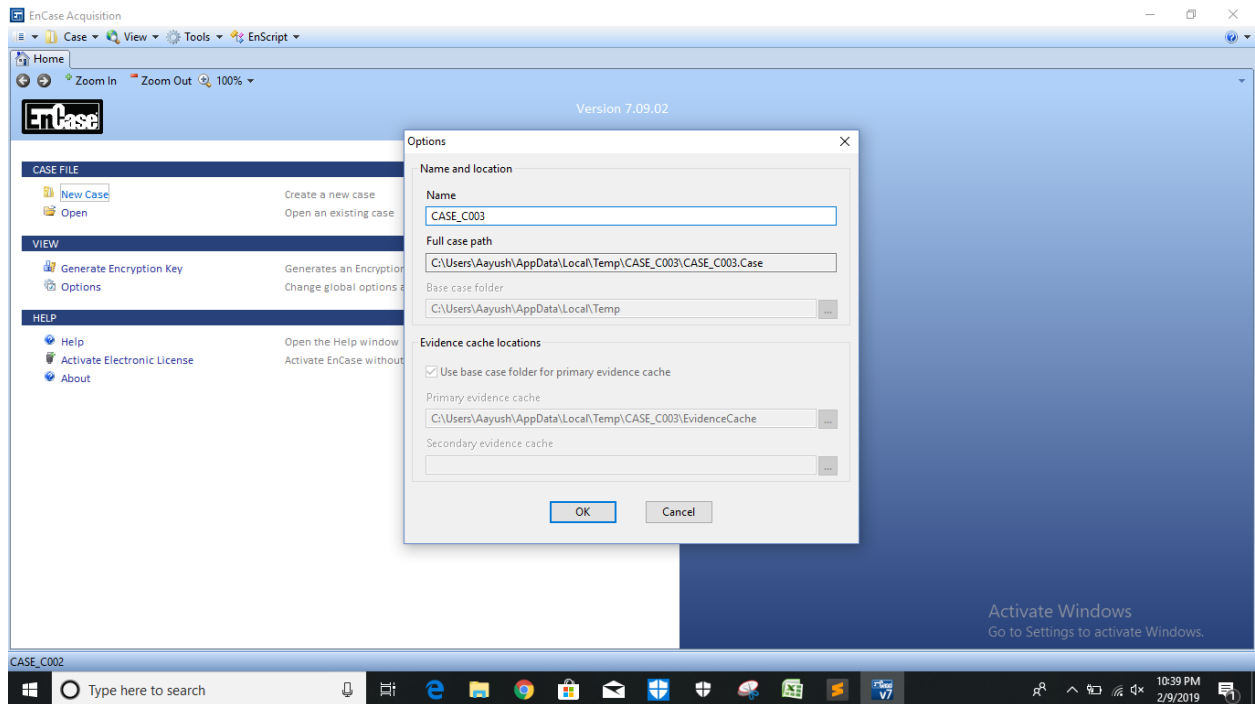 EnCase Acquisition
Case View Tools EnScript
Home
Zoom In Zoom Out 100%
EnCase
Version 7.09.02
CASE FILE
New Case Create a new case
Open Open an existing case
VIEW
Generate Encryption Key Generates an Encryption
Options Change global options a
HELP
Help Open the Help window
Activate Electronic License Activate EnCase without
About
Options
Name and location
Name
CASE_C003
Full case path
C:\Users\Aayush\AppData\Local\Temp\CASE_C003\CASE_C003.Case
Base case folder
C:\Users\Aayush\AppData\Local\Temp
...
Evidence cache locations
Use base case folder for primary evidence cache
Primary evidence cache
C:\Users\Aayush\AppData\Local\Temp\CASE_C003\EvidenceCache
...
Secondary evidence cache
...
OK Cancel
Activate Windows
Go to Settings to activate Windows.
CASE_C002
Type here to search
v7
10:39 PM
2/9/2019